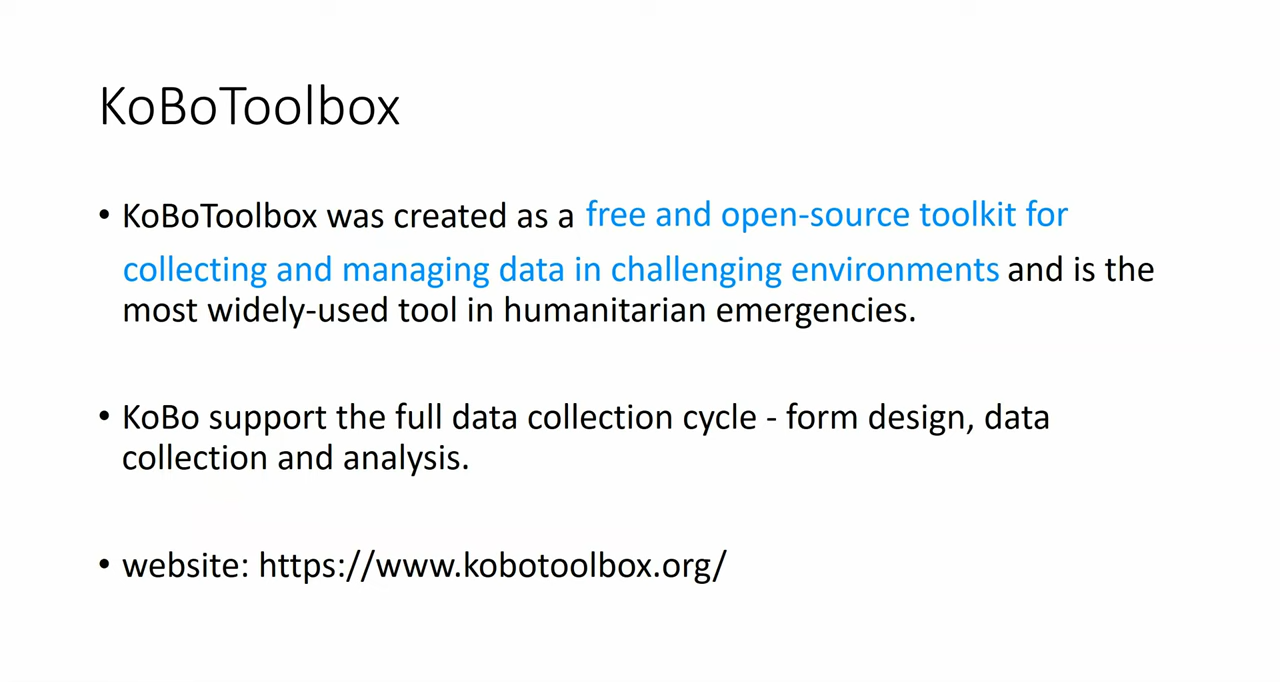 KoBoToolbox
• KoBoToolbox was created as a free and open-source toolkit for
collecting and managing data in challenging environments and is the
most widely-used tool in humanitarian emergencies.
• KoBo support the full data collection cycle - form design, data
collection and analysis.
• website: https://www.kobotoolbox.org/